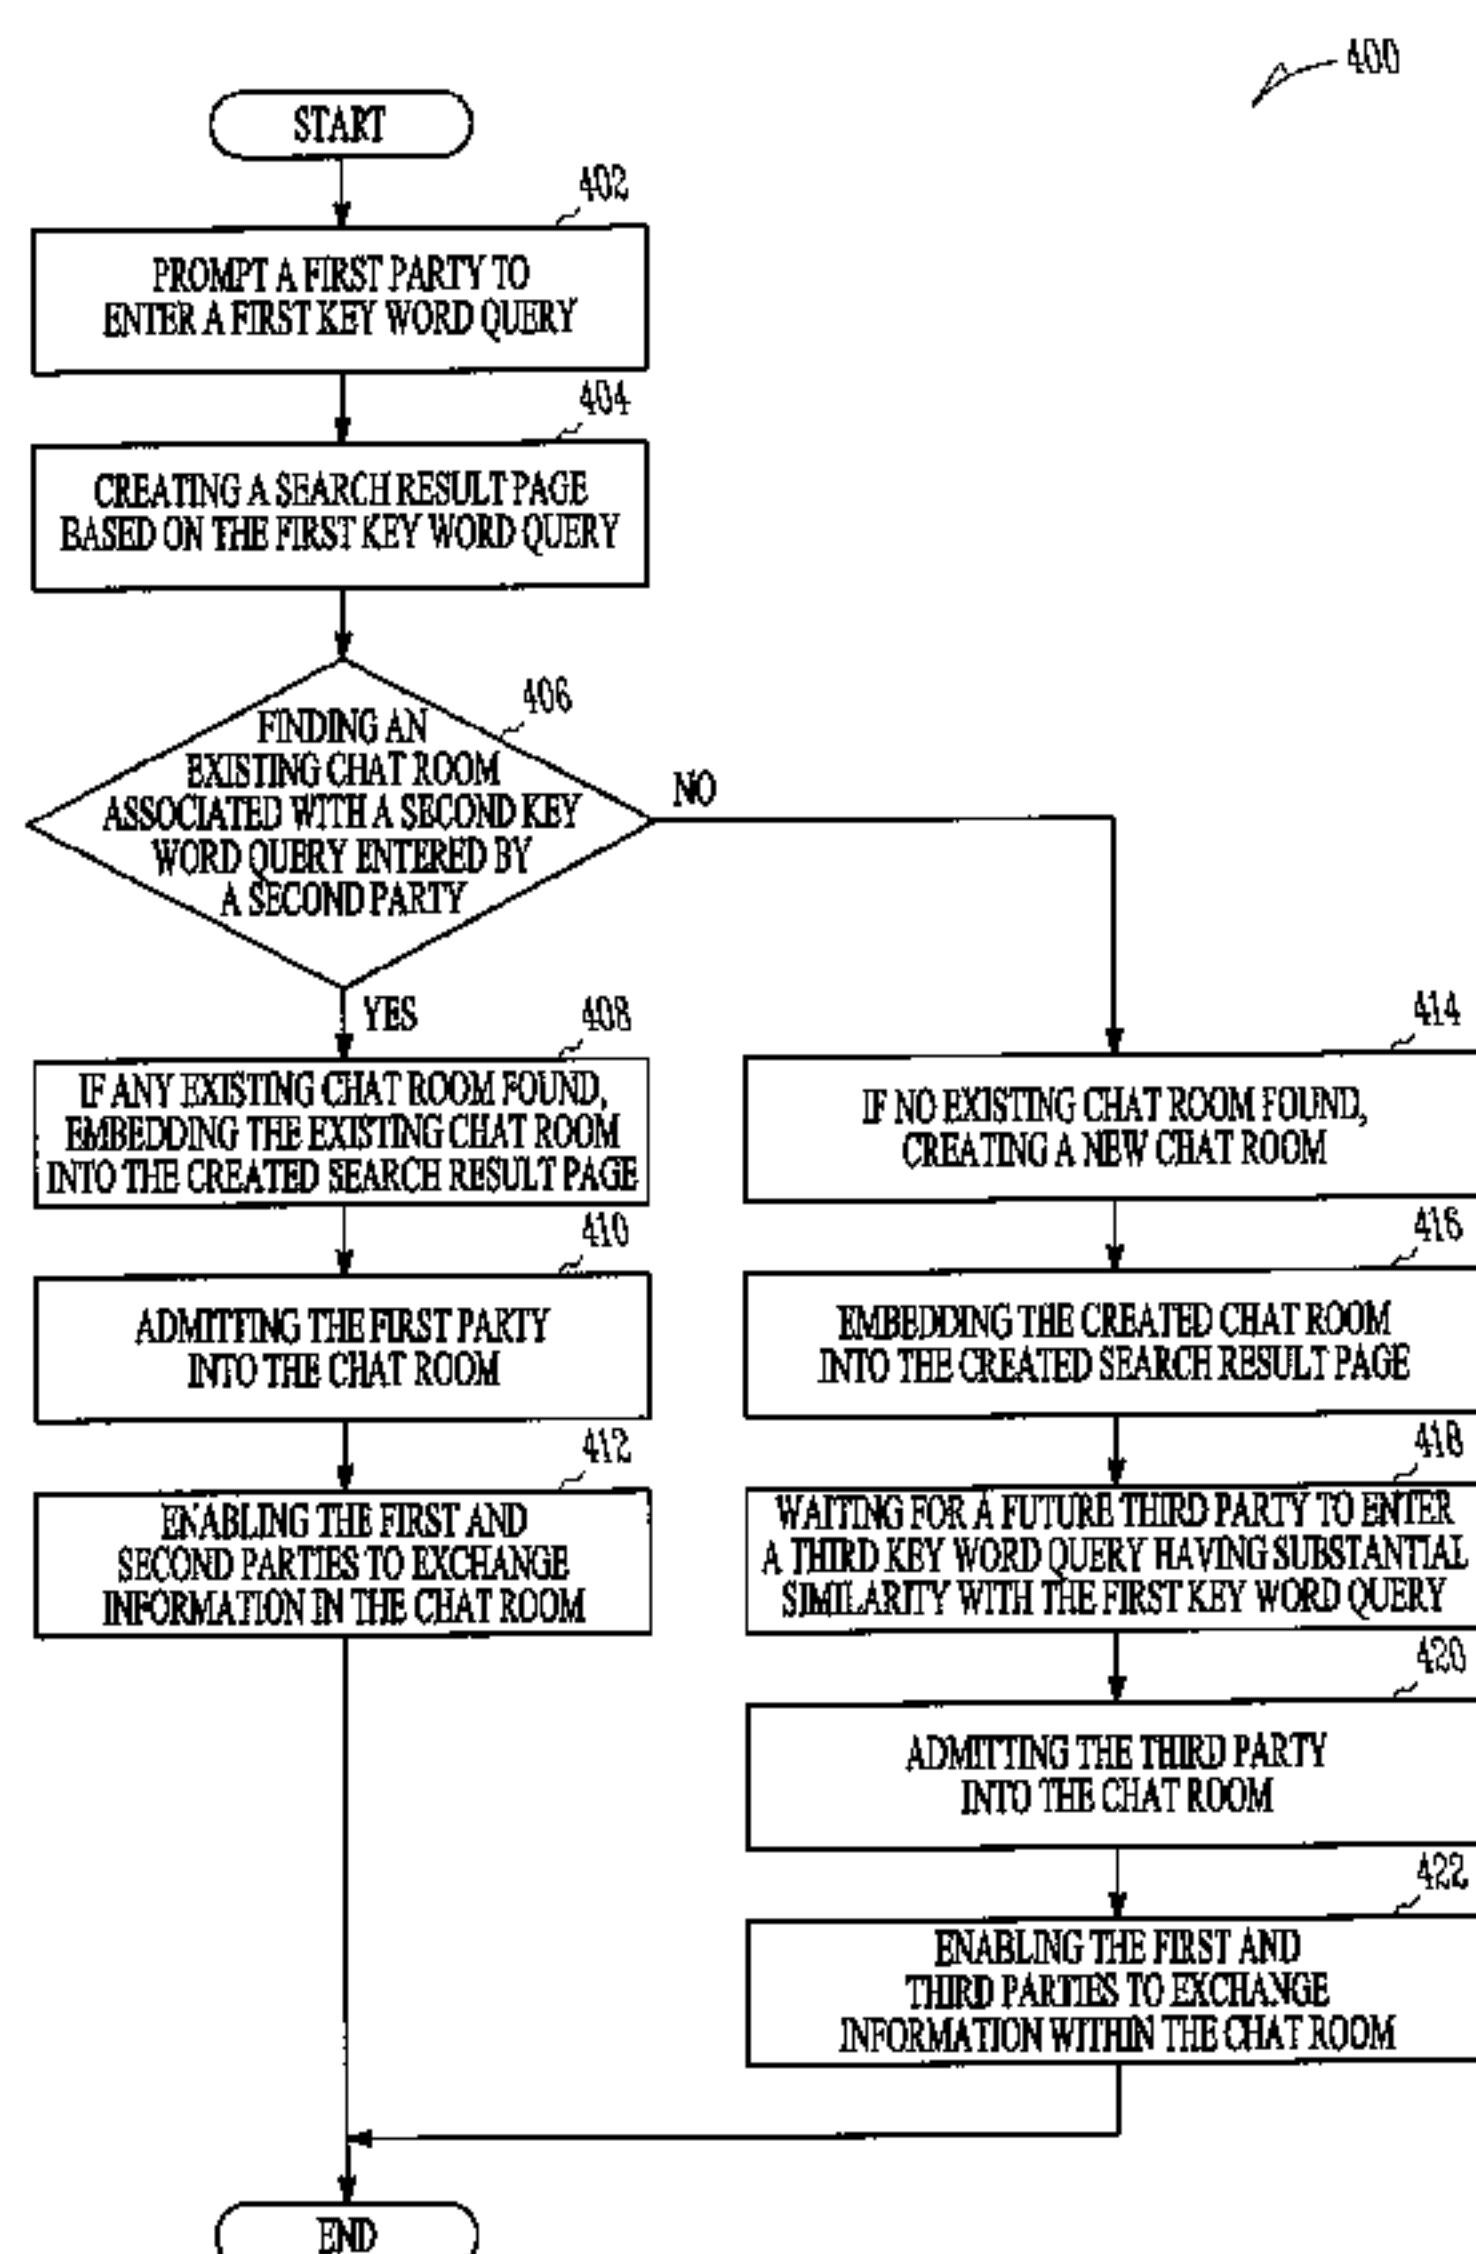 400
START
402
PROMPT A FIRST PARTY TO
ENTER A FIRST KEY WORD QUERY
404
CREATING A SEARCH RESULT PAGE
BASED ON THE FIRST KEY WORD QUERY
406
FINDING AN
EXISTING CHAT ROOM
ASSOCIATED WITH A SECOND KEY
WORD QUERY ENTERED BY
A SECOND PARTY
NO
YES
408
IF ANY EXISTING CHAT ROOM FOUND,
EMBEDDING THE EXISTING CHAT ROOM
INTO THE CREATED SEARCH RESULT PAGE
410
ADMITTING THE FIRST PARTY
INTO THE CHAT ROOM
412
ENABLING THE FIRST AND
SECOND PARTIES TO EXCHANGE
INFORMATION IN THE CHAT ROOM
414
IF NO EXISTING CHAT ROOM FOUND,
CREATING A NEW CHAT ROOM
416
EMBEDDING THE CREATED CHAT ROOM
INTO THE CREATED SEARCH RESULT PAGE
418
WAITING FOR A FUTURE THIRD PARTY TO ENTER
A THIRD KEY WORD QUERY HAVING SUBSTANTIAL
SIMILARITY WITH THE FIRST KEY WORD QUERY
420
ADMITTING THE THIRD PARTY
INTO THE CHAT ROOM
422
ENABLING THE FIRST AND
THIRD PARTIES TO EXCHANGE
INFORMATION WITHIN THE CHAT ROOM
END